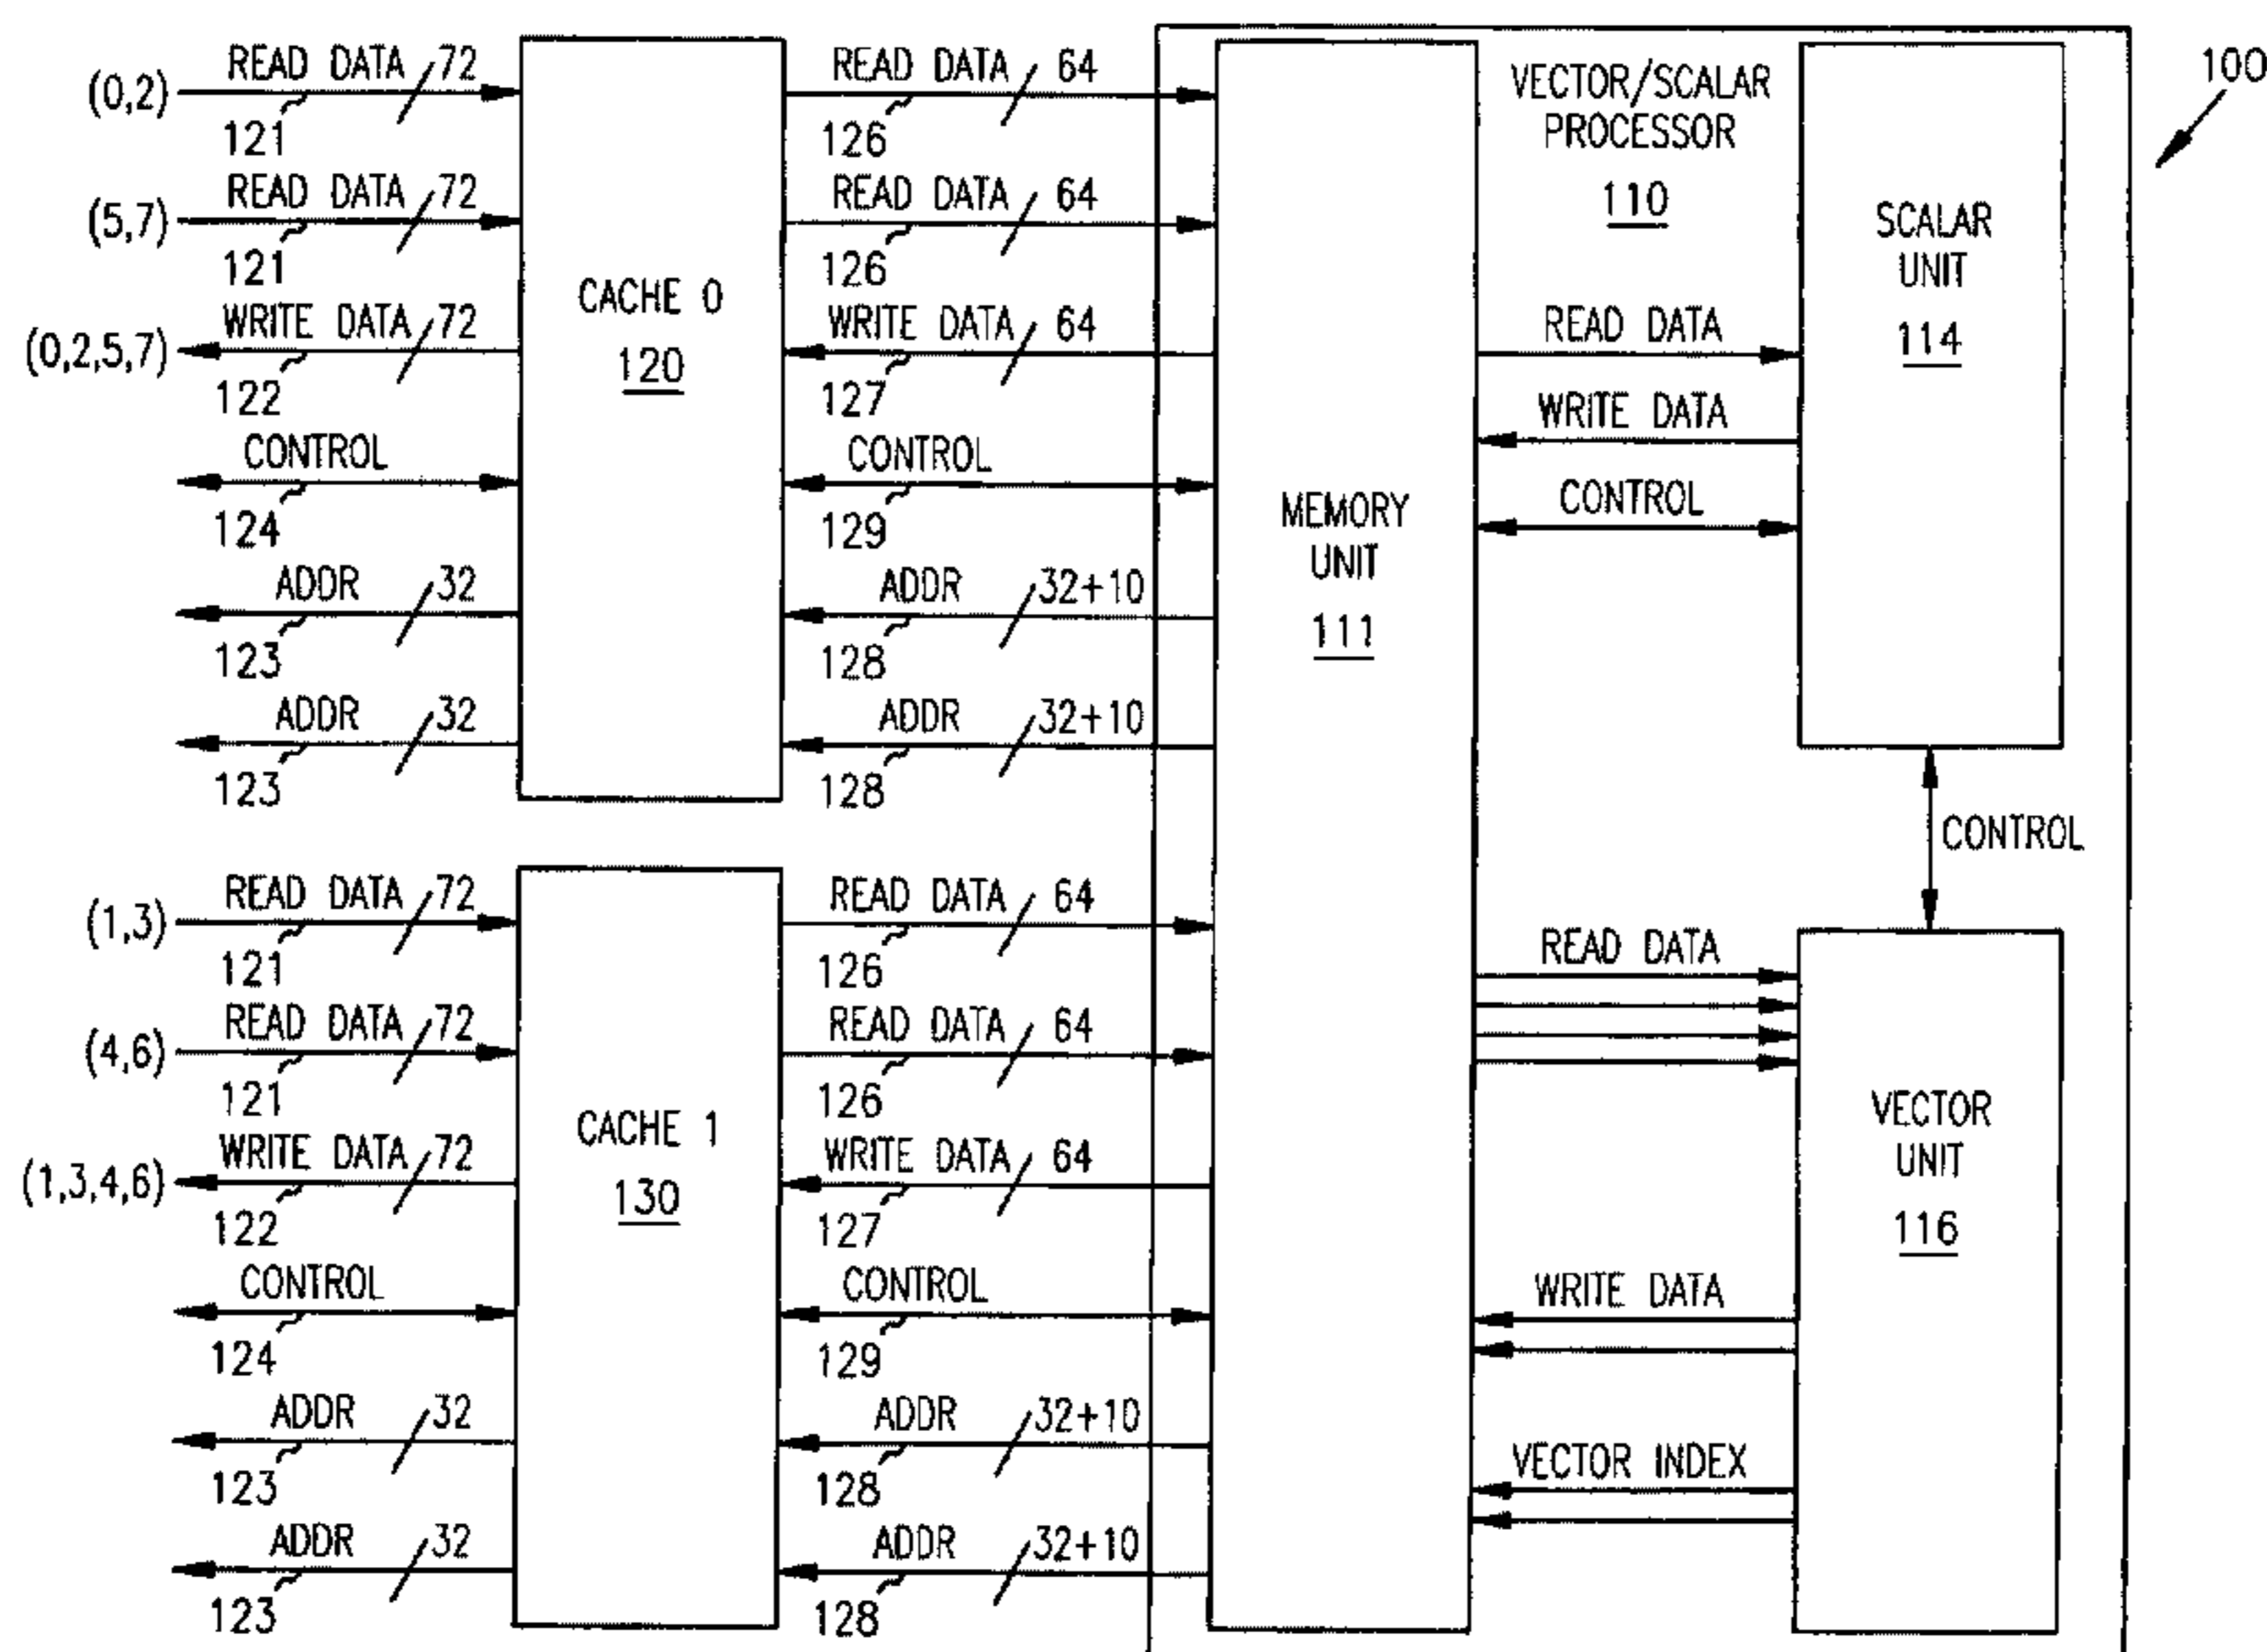 100
(0,2)
READ DATA 72
121
(5,7)
READ DATA 72
121
(0,2,5,7)
WRITE DATA 72
122
CONTROL
124
ADDR 32
123
ADDR 32
123
CACHE 0
120
READ DATA 64
126
READ DATA 64
126
WRITE DATA 64
127
CONTROL
129
ADDR 32+10
128
ADDR 32+10
128
(1,3)
READ DATA 72
121
(4,6)
READ DATA 72
121
(1,3,4,6)
WRITE DATA 72
122
CONTROL
124
ADDR 32
123
ADDR 32
123
CACHE 1
130
READ DATA 64
126
READ DATA 64
126
WRITE DATA 64
127
CONTROL
129
ADDR 32+10
128
ADDR 32+10
128
MEMORY
UNIT
111
VECTOR/SCALAR
PROCESSOR
110
READ DATA
WRITE DATA
CONTROL
SCALAR
UNIT
114
CONTROL
READ DATA
WRITE DATA
VECTOR INDEX
VECTOR
UNIT
116